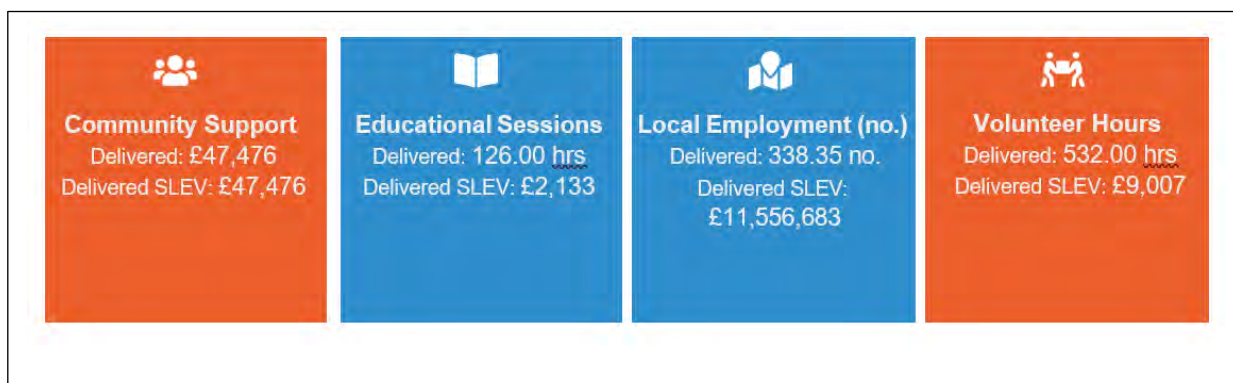 Community Support
Delivered: £47,476
Delivered SLEV: £47,476
Educational Sessions
Delivered: 126.00 hrs
Delivered SLEV: £2,133
Local Employment (no.)
Delivered: 338.35 no.
Delivered SLEV:
£11,556,683
Volunteer Hours
Delivered: 532.00 hrs
Delivered SLEV: £9,007